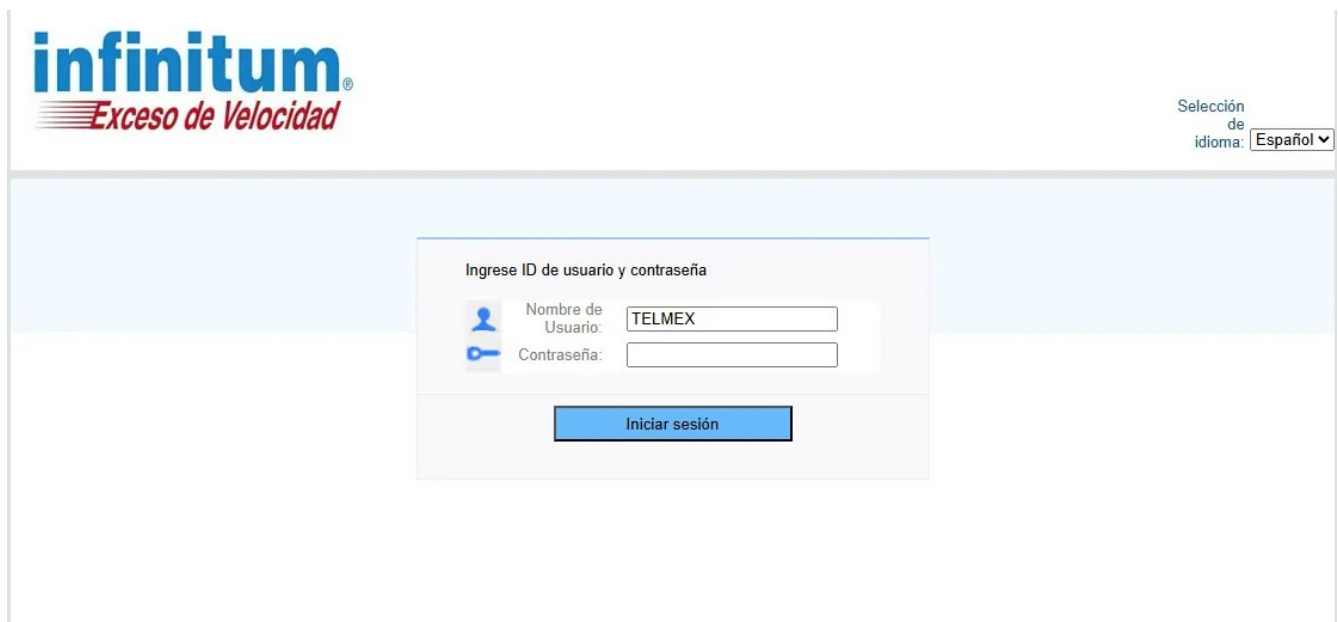 infinitum®
Exceso de Velocidad
Selección
de
idioma: Español
Ingrese ID de usuario y contraseña
Nombre de
Usuario: TELMEX
Contraseña:
Iniciar sesión